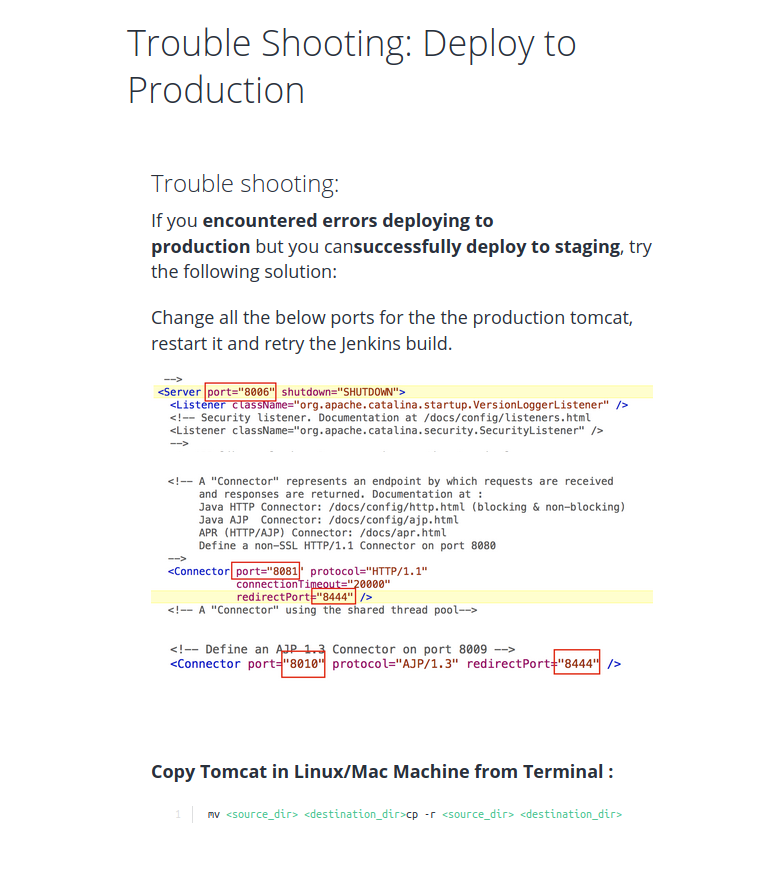 Trouble Shooting: Deploy to
Production
Trouble shooting:
If you encountered errors deploying to
production but you cansuccessfully deploy to staging, try
the following solution:
Change all the below ports for the the production tomcat,
restart it and retry the Jenkins build.
-->
<Server port="8006" shutdown="SHUTDOWN">
<Listener className="org.apache.catalina.startup.VersionLoggerListener" />
<!-- Security listener. Documentation at /docs/config/listeners.html
<Listener className="org.apache.catalina.security.SecurityListener" />
-->
<!-- A "Connector" represents an endpoint by which requests are received
and responses are returned. Documentation at :
Java HTTP Connector: /docs/config/http.html (blocking & non-blocking)
Java AJP  Connector: /docs/config/ajp.html
APR (HTTP/AJP) Connector: /docs/apr.html
Define a non-SSL HTTP/1.1 Connector on port 8080
-->
<Connector port="8081" protocol="HTTP/1.1"
connectionTimeout="20000"
redirectPort="8444" />
<!-- A "Connector" using the shared thread pool-->
<!-- Define an AJP 1.3 Connector on port 8009 -->
<Connector port="8010" protocol="AJP/1.3" redirectPort="8444" />
Copy Tomcat in Linux/Mac Machine from Terminal :
1 mv <source_dir> <destination_dir>cp -r <source_dir> <destination_dir>